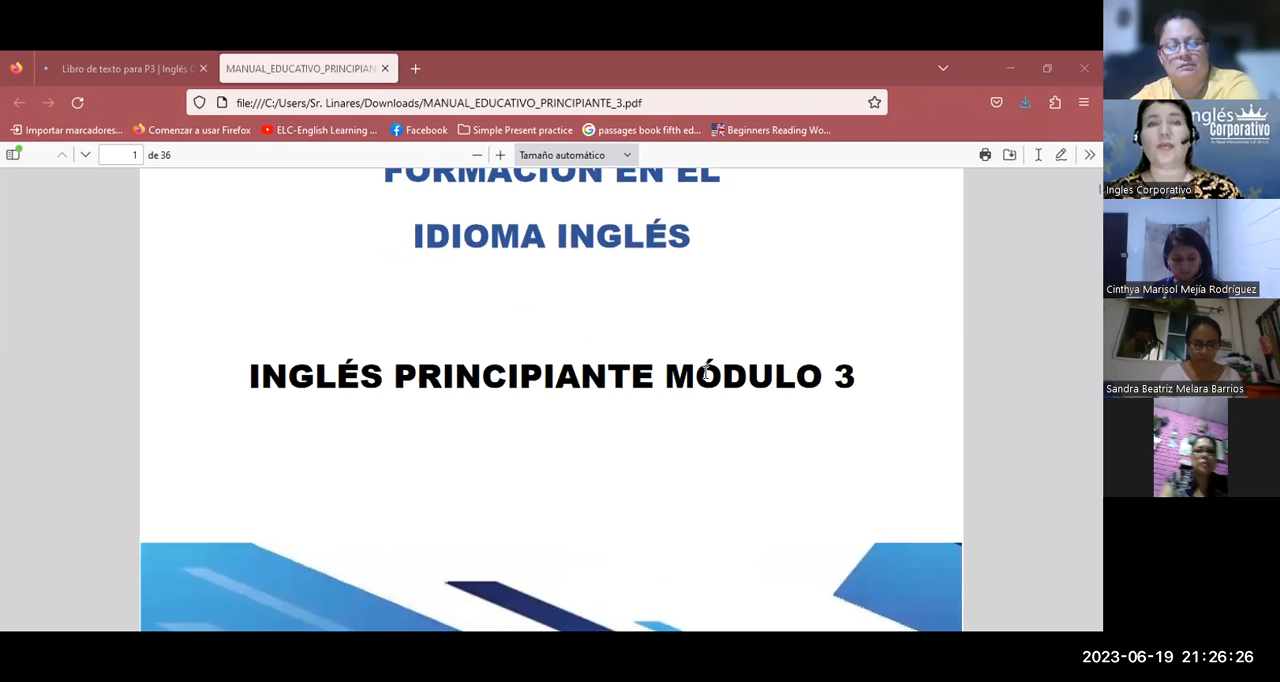 Libro de texto para P3 | Inglés C
MANUAL_EDUCATIVO_PRINCIPIAN
file:///C:/Users/Sr. Linares/Downloads/MANUAL_EDUCATIVO_PRINCIPIANTE_3.pdf
Importar marcadores...
Comenzar a usar Firefox
ELC-English Learning ...
Facebook
Simple Present practice
passages book fifth ed...
Beginners Reading Wo...
1 de 36
Tamaño automático
FORMACIÓN EN EL
IDIOMA INGLÉS
INGLÉS PRINCIPIANTE MÓDULO 3
nglés
Corporativo
Ingles Corporativo
Cinthya Marisol Mejía Rodríguez
Sandra Beatriz Melara Barrios
2023-06-19 21:26:26